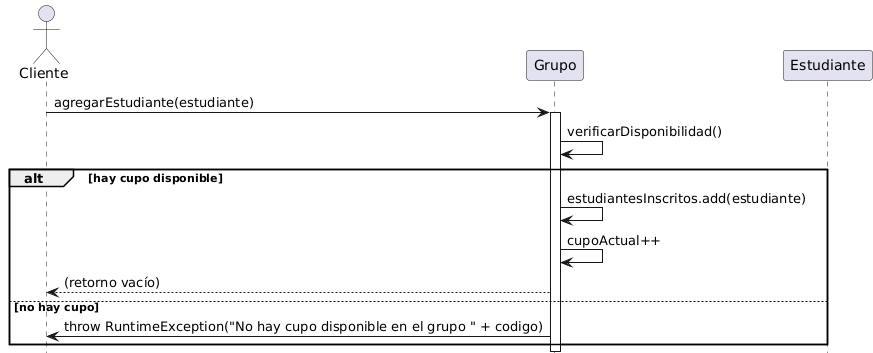 Cliente
Grupo
Estudiante
agregarEstudiante(estudiante)
verificarDisponibilidad()
alt
[hay cupo disponible]
estudiantesInscritos.add(estudiante)
cupoActual++
(retorno vacío)
[no hay cupo]
throw RuntimeException("No hay cupo disponible en el grupo " + codigo)